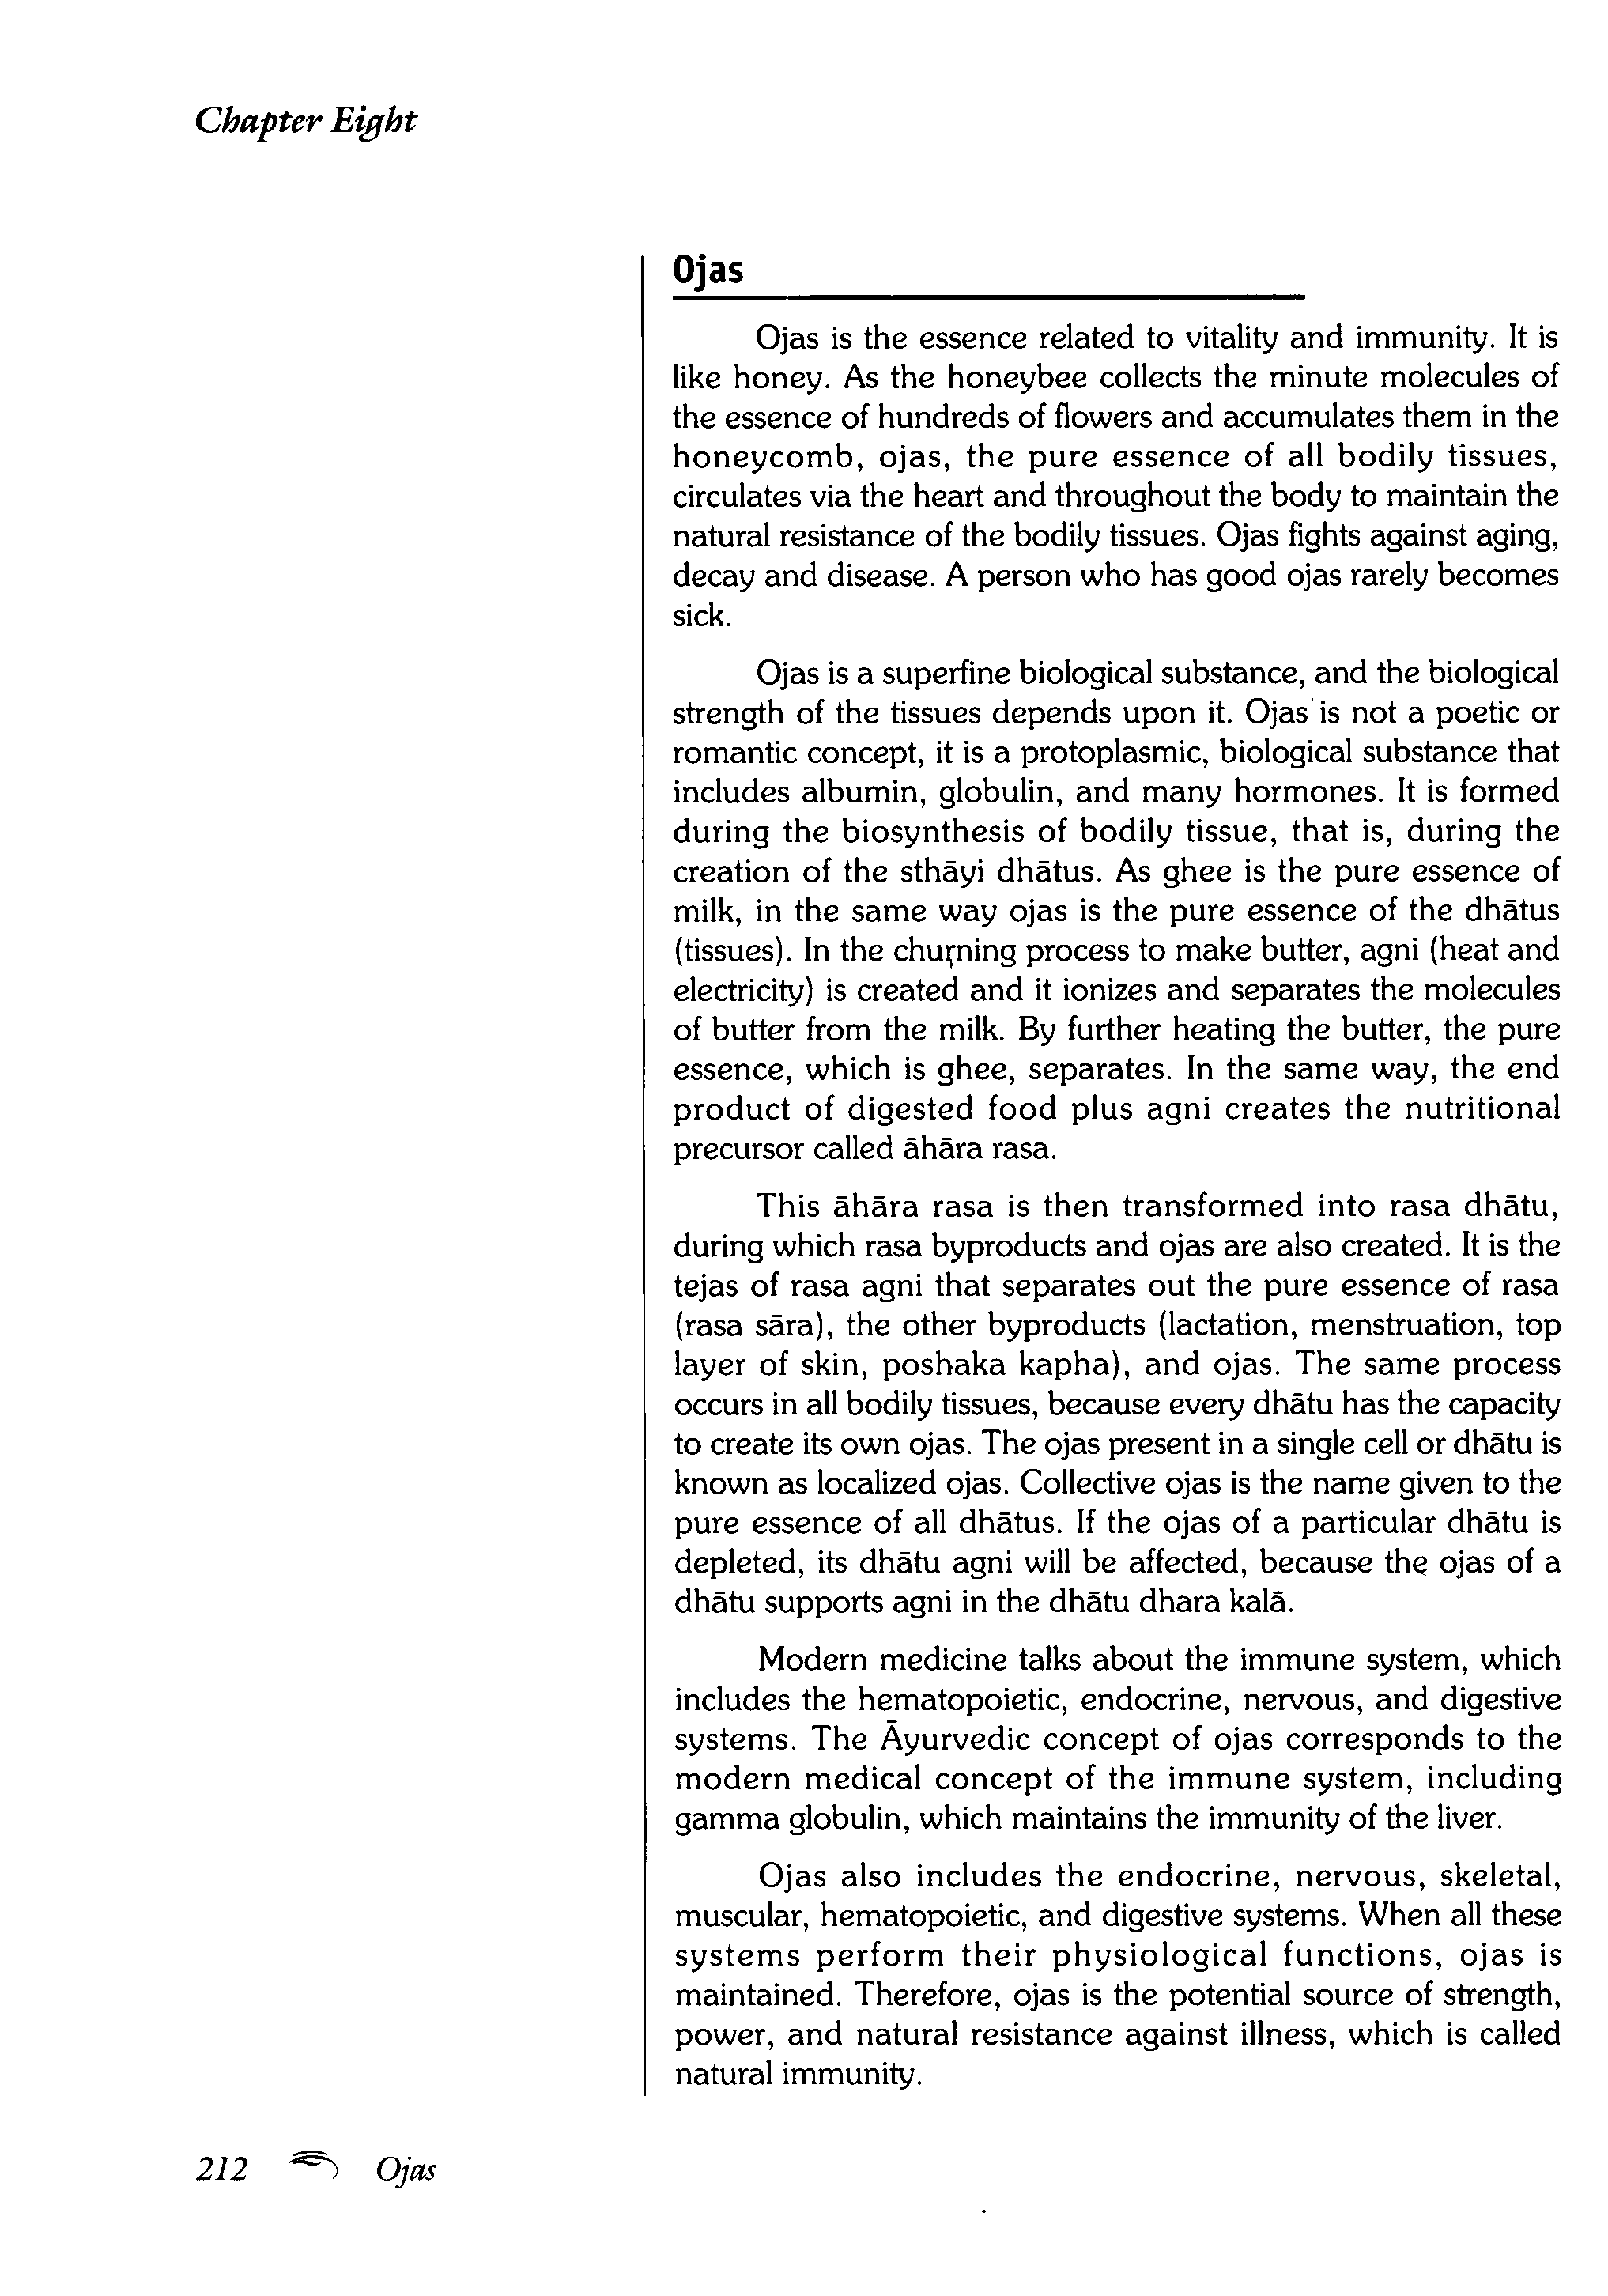 Chapter Eight
Ojas
Ojas is the essence related to vitality and immunity. It is
like honey. As the honeybee collects the minute molecules of
the essence of hundreds of flowers and accumulates them in the
honeycomb, ojas, the pure essence of all bodily tissues,
circulates via the heart and throughout the body to maintain the
natural resistance of the bodily tissues. Ojas fights against aging,
decay and disease. A person who has good ojas rarely becomes
sick.
Ojas is a superfine biological substance, and the biological
strength of the tissues depends upon it. Ojas is not a poetic or
romantic concept, it is a protoplasmic, biological substance that
includes albumin, globulin, and many hormones. It is formed
during the biosynthesis of bodily tissue, that is, during the
creation of the sthāyi dhātus. As ghee is the pure essence of
milk, in the same way ojas is the pure essence of the dhātus
(tissues). In the churning process to make butter, agni (heat and
electricity) is created and it ionizes and separates the molecules
of butter from the milk. By further heating the butter, the pure
essence, which is ghee, separates. In the same way, the end
product of digested food plus agni creates the nutritional
precursor called āhāra rasa.
This āhāra rasa is then transformed into rasa dhātu,
during which rasa byproducts and ojas are also created. It is the
tejas of rasa agni that separates out the pure essence of rasa
(rasa sāra), the other byproducts (lactation, menstruation, top
layer of skin, poshaka kapha), and ojas. The same process
occurs in all bodily tissues, because every dhātu has the capacity
to create its own ojas. The ojas present in a single cell or dhātu is
known as localized ojas. Collective ojas is the name given to the
pure essence of all dhātus. If the ojas of a particular dhātu is
depleted, its dhātu agni will be affected, because the ojas of a
dhātu supports agni in the dhātu dhara kalā.
Modern medicine talks about the immune system, which
includes the hematopoietic, endocrine, nervous, and digestive
systems. The Āyurvedic concept of ojas corresponds to the
modern medical concept of the immune system, including
gamma globulin, which maintains the immunity of the liver.
Ojas also includes the endocrine, nervous, skeletal,
muscular, hematopoietic, and digestive systems. When all these
systems perform their physiological functions, ojas is
maintained. Therefore, ojas is the potential source of strength,
power, and natural resistance against illness, which is called
natural immunity.
212 Ojas